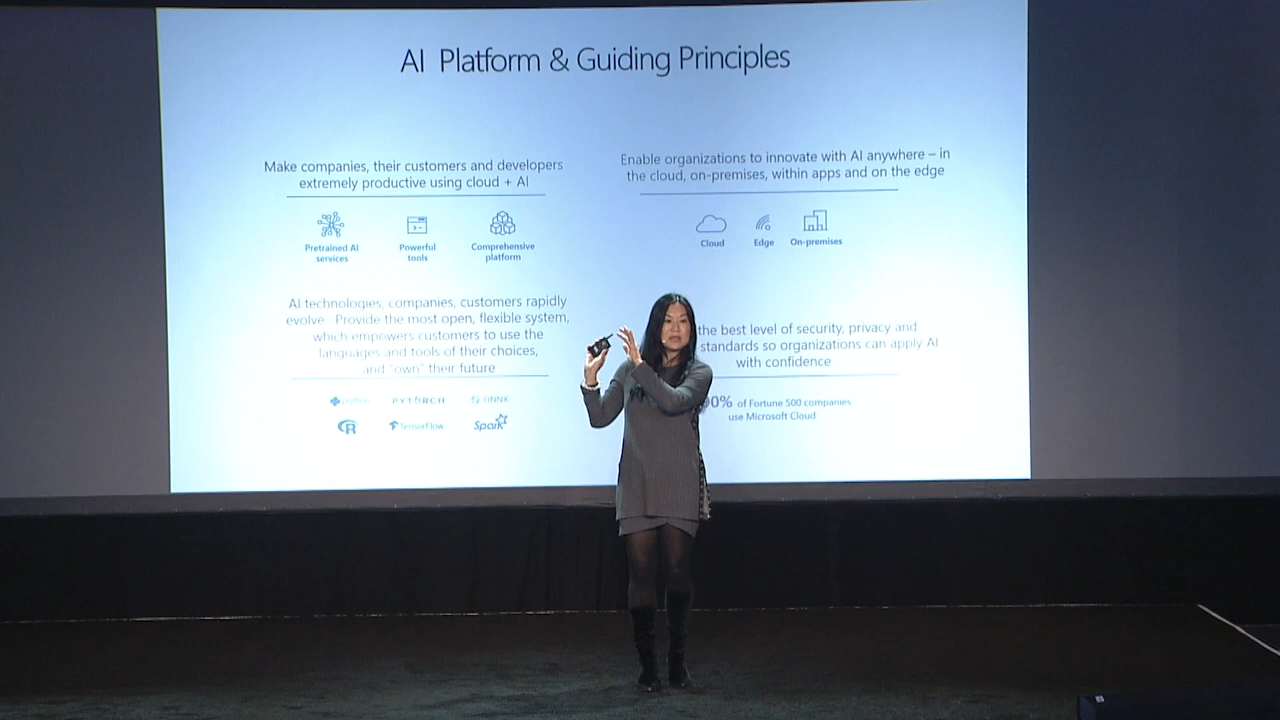 AI Platform & Guiding Principles
Make companies, their customers and developers
extremely productive using cloud + AI
Pretrained AI
services
Powerful
tools
Comprehensive
platform
Enable organizations to innovate with AI anywhere – in
the cloud, on-premises, within apps and on the edge
Cloud
Edge
On-premises
AI technologies, companies, customers rapidly
evolve. Provide the most open, flexible system,
which empowers customers to use the
languages and tools of their choices,
and "own" their future
python
PYTORCH
ONNX
R
TensorFlow
Spark
the best level of security, privacy and
standards so organizations can apply AI
with confidence
of Fortune 500 companies
use Microsoft Cloud